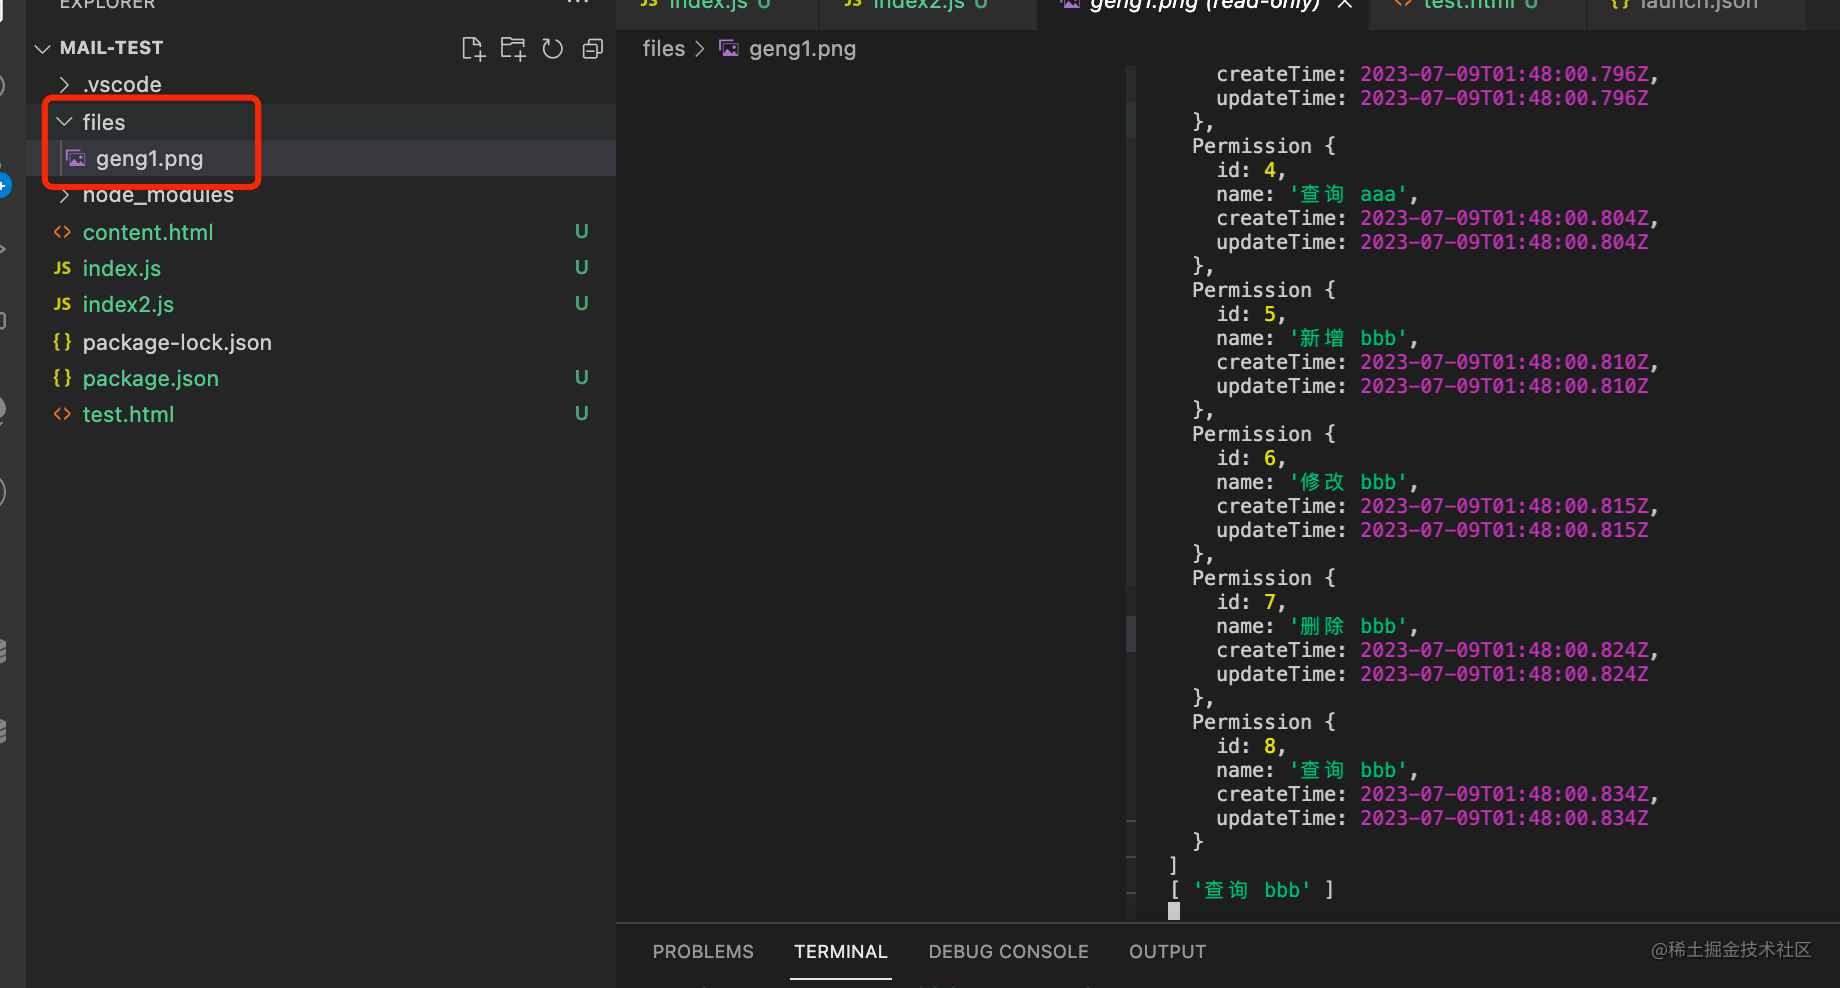 EXPLORER
MAIL-TEST
.vscode
files
geng1.png
node_modules
content.html U
JS index.js U
JS index2.js U
{} package-lock.json
{} package.json U
test.html U
JS index.js U
JS index2.js U
geng1.png (read-only)
test.html U
{} launch.json
files > geng1.png
createTime: 2023-07-09T01:48:00.796Z,
updateTime: 2023-07-09T01:48:00.796Z
},
Permission {
id: 4,
name: '查询 aaa',
createTime: 2023-07-09T01:48:00.804Z,
updateTime: 2023-07-09T01:48:00.804Z
},
Permission {
id: 5,
name: '新增 bbb',
createTime: 2023-07-09T01:48:00.810Z,
updateTime: 2023-07-09T01:48:00.810Z
},
Permission {
id: 6,
name: '修改 bbb',
createTime: 2023-07-09T01:48:00.815Z,
updateTime: 2023-07-09T01:48:00.815Z
},
Permission {
id: 7,
name: '删除 bbb',
createTime: 2023-07-09T01:48:00.824Z,
updateTime: 2023-07-09T01:48:00.824Z
},
Permission {
id: 8,
name: '查询 bbb',
createTime: 2023-07-09T01:48:00.834Z,
updateTime: 2023-07-09T01:48:00.834Z
}
]
[ '查询 bbb' ]
PROBLEMS TERMINAL DEBUG CONSOLE OUTPUT
@稀土掘金技术社区